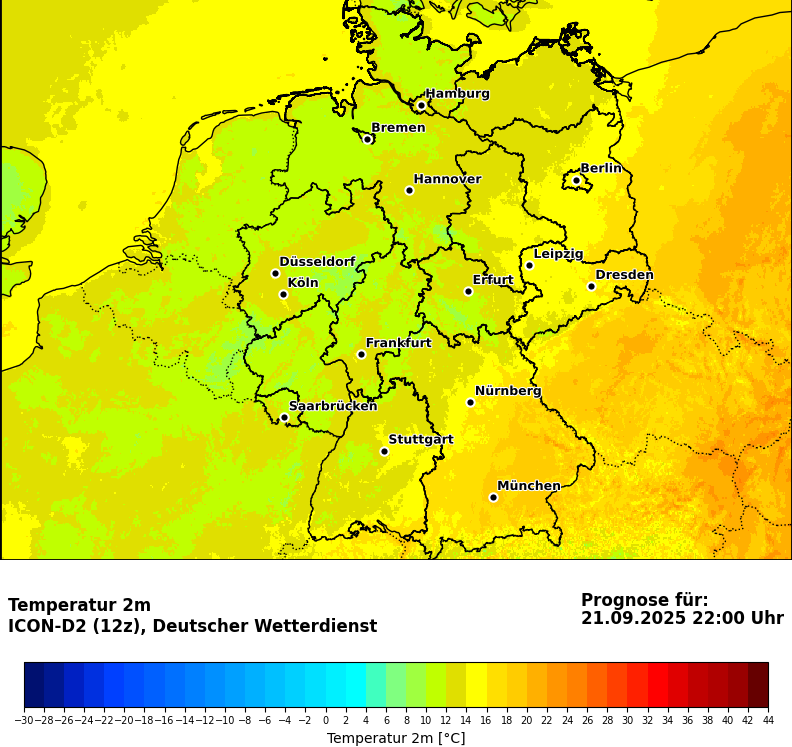 Hamburg
Bremen
Berlin
Hannover
Leipzig
Düsseldorf
Dresden
Köln
Erfurt
Frankfurt
Nürnberg
Saarbrücken
Stuttgart
München
Temperatur 2m
ICON-D2 (12z), Deutscher Wetterdienst
Prognose für:
21.09.2025 22:00 Uhr
−30 −28 −26 −24 −22 −20 −18 −16 −14 −12 −10 −8 −6 −4 −2 0 2 4 6 8 10 12 14 16 18 20 22 24 26 28 30 32 34 36 38 40 42 44
Temperatur 2m [°C]